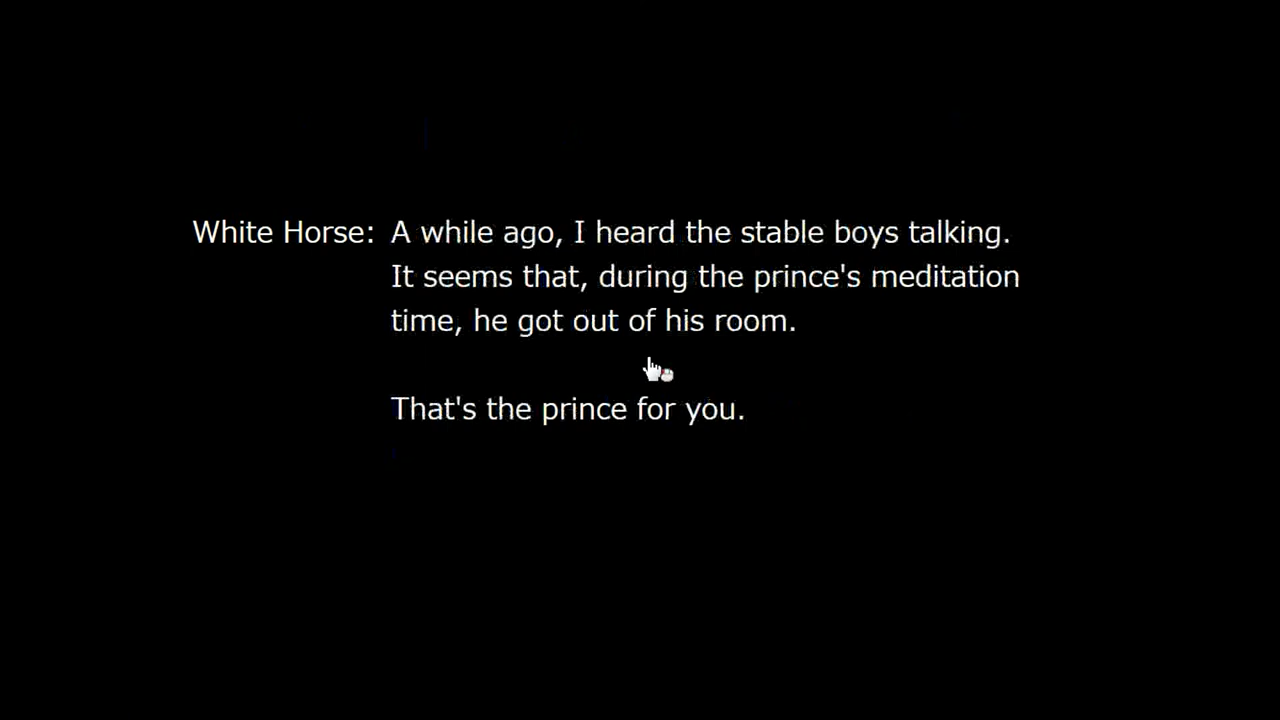 White Horse: A while ago, I heard the stable boys talking.
It seems that, during the prince's meditation
time, he got out of his room.
That's the prince for you.